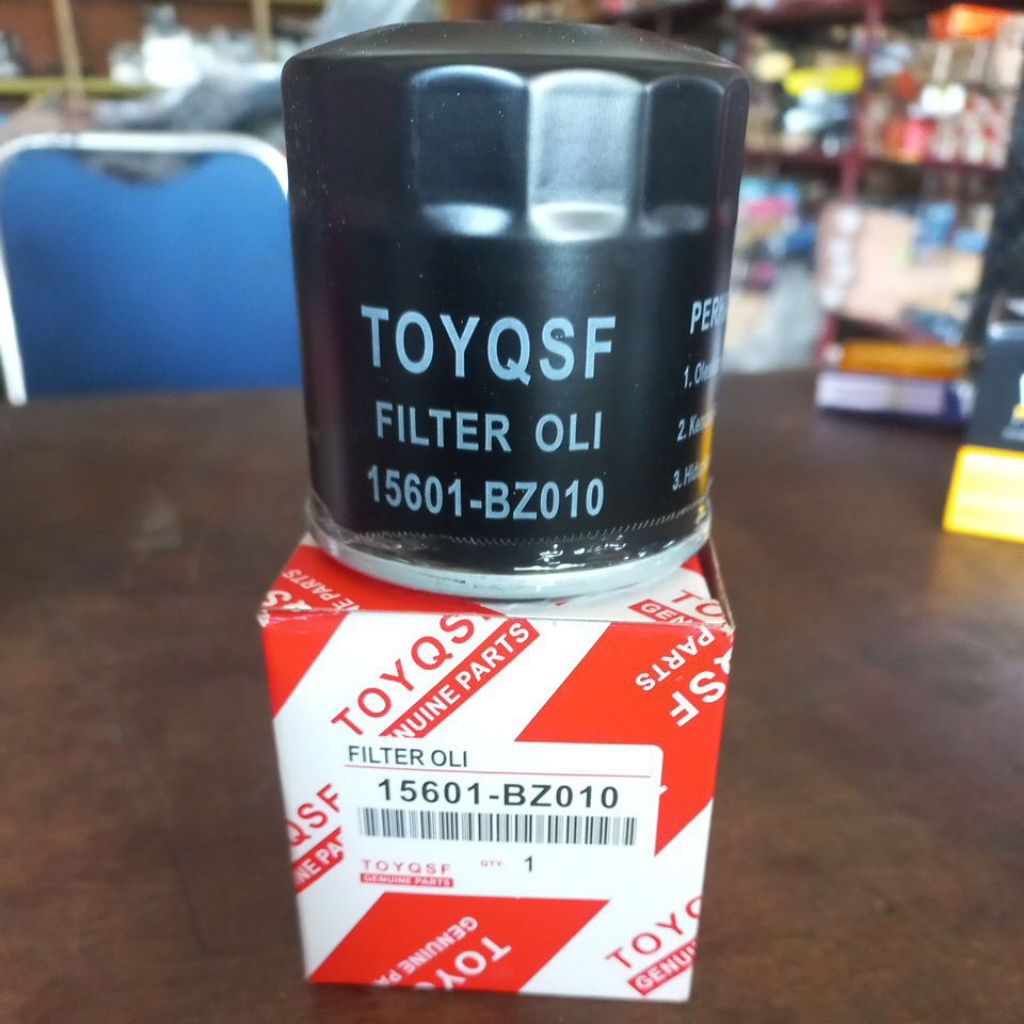 TOYQSF
FILTER OLI
15601-BZ010
1.
2.
3.
TOYQSF
GENUINE PARTS
FILTER OLI
15601-BZ010
TOYQSF
GENUINE PARTS
QTY 1